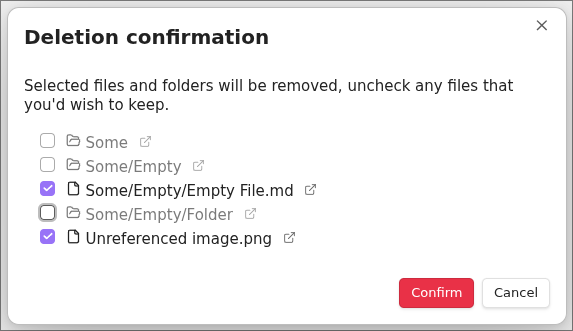 Deletion confirmation
Selected files and folders will be removed, uncheck any files that
you'd wish to keep.
Some
Some/Empty
Some/Empty/Empty File.md
Some/Empty/Folder
Unreferenced image.png
Confirm Cancel